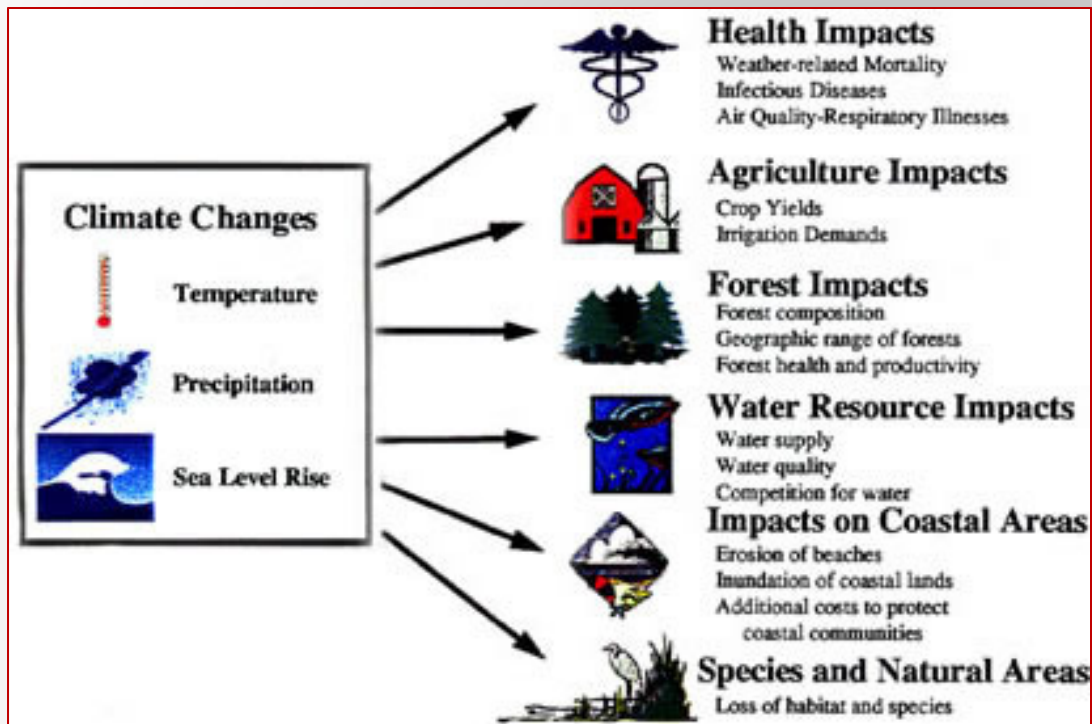 Climate Changes
Temperature
Precipitation
Sea Level Rise
Health Impacts
Weather-related Mortality
Infectious Diseases
Air Quality-Respiratory Illnesses
Agriculture Impacts
Crop Yields
Irrigation Demands
Forest Impacts
Forest composition
Geographic range of forests
Forest health and productivity
Water Resource Impacts
Water supply
Water quality
Competition for water
Impacts on Coastal Areas
Erosion of beaches
Inundation of coastal lands
Additional costs to protect
coastal communities
Species and Natural Areas
Loss of habitat and species